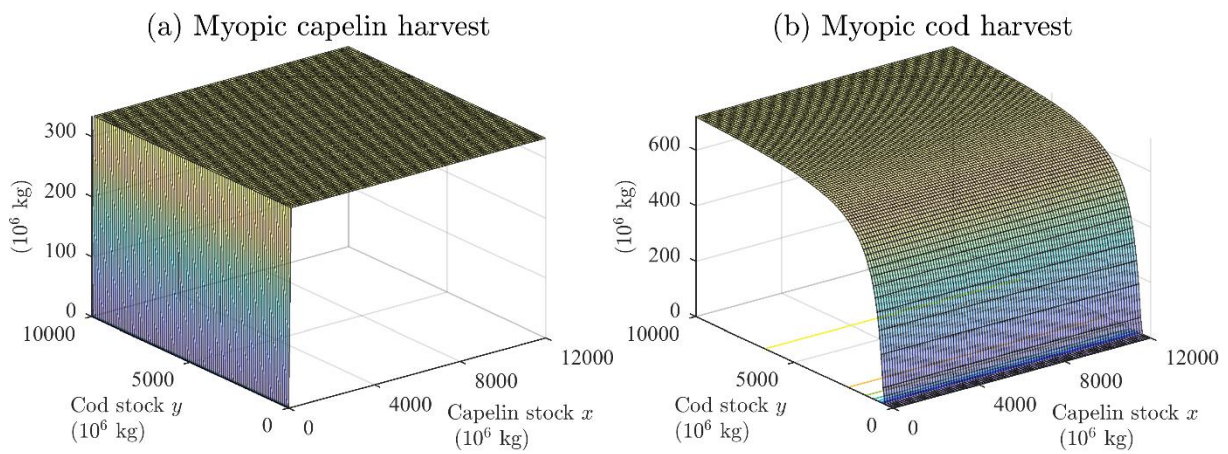 (a) Myopic capelin harvest
300
200
100
0
(10⁶ kg)
10000
5000
0
Cod stock y
(10⁶ kg)
0
4000
8000
12000
Capelin stock x
(10⁶ kg)
(b) Myopic cod harvest
600
400
200
0
(10⁶ kg)
10000
5000
0
Cod stock y
(10⁶ kg)
0
4000
8000
12000
Capelin stock x
(10⁶ kg)